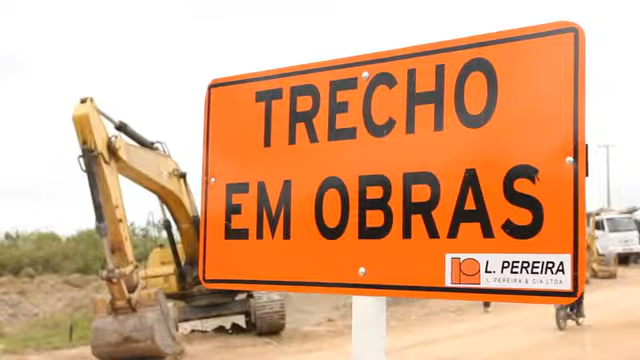 TRECHO
EM OBRAS
L. PEREIRA
L. PEREIRA & CIA LTDA